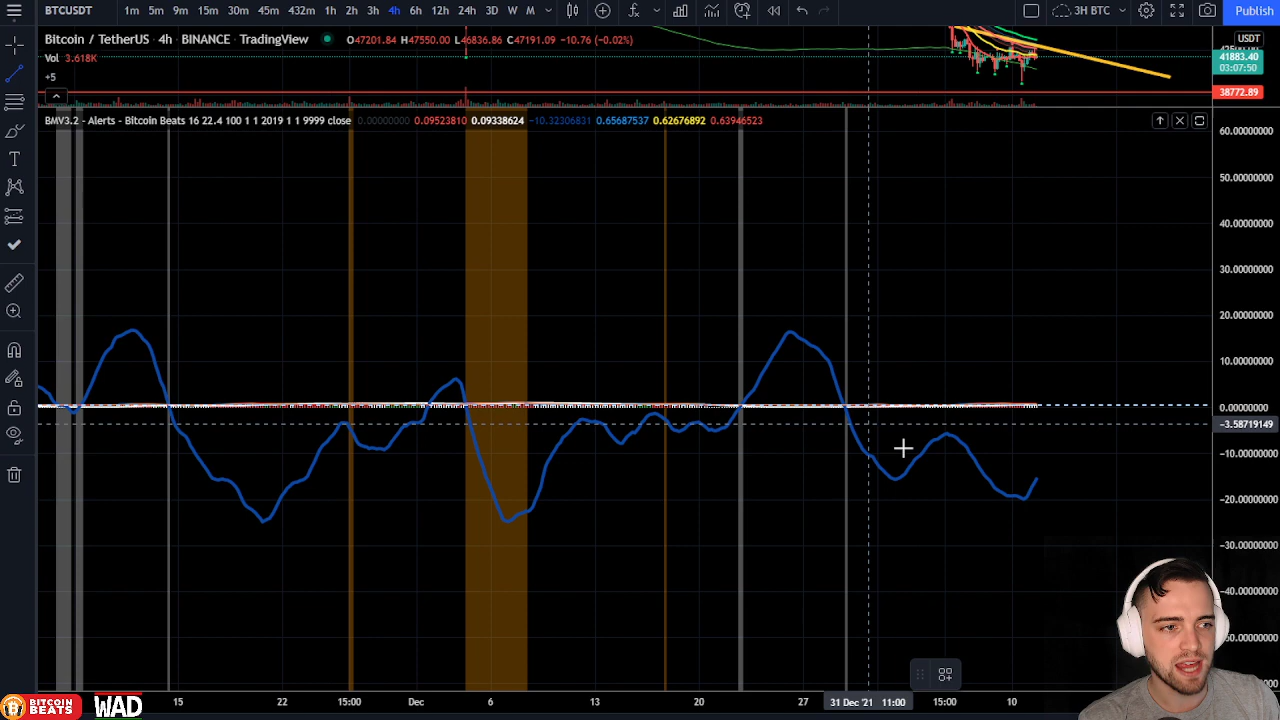 BTCUSDT 1m 5m 9m 15m 30m 45m 432m 1h 2h 3h 4h 6h 12h 24h 3D W M 3H BTC Publish
Bitcoin / TetherUS · 4h · BINANCE · TradingView O47201.84 H47550.00 L46836.86 C47191.09 −10.76 (−0.02%)
USDT
Vol 3.618K
41883.40
03:07:50
+5
38772.89
BMV3.2 - Alerts - Bitcoin Beats 16 22.4 100 1 1 2019 1 1 9999 close 0.00000000 0.09523810 0.09338624 −10.32306831 0.65687537 0.62676892 0.63946523
60.00000000
50.00000000
40.00000000
30.00000000
20.00000000
10.00000000
0.00000000
−3.58719149
−10.00000000
−20.00000000
−30.00000000
−40.00000000
15 22 15:00 Dec 6 13 20 27 31 Dec '21 11:00 15:00 10
BITCOIN
BEATS
WAD